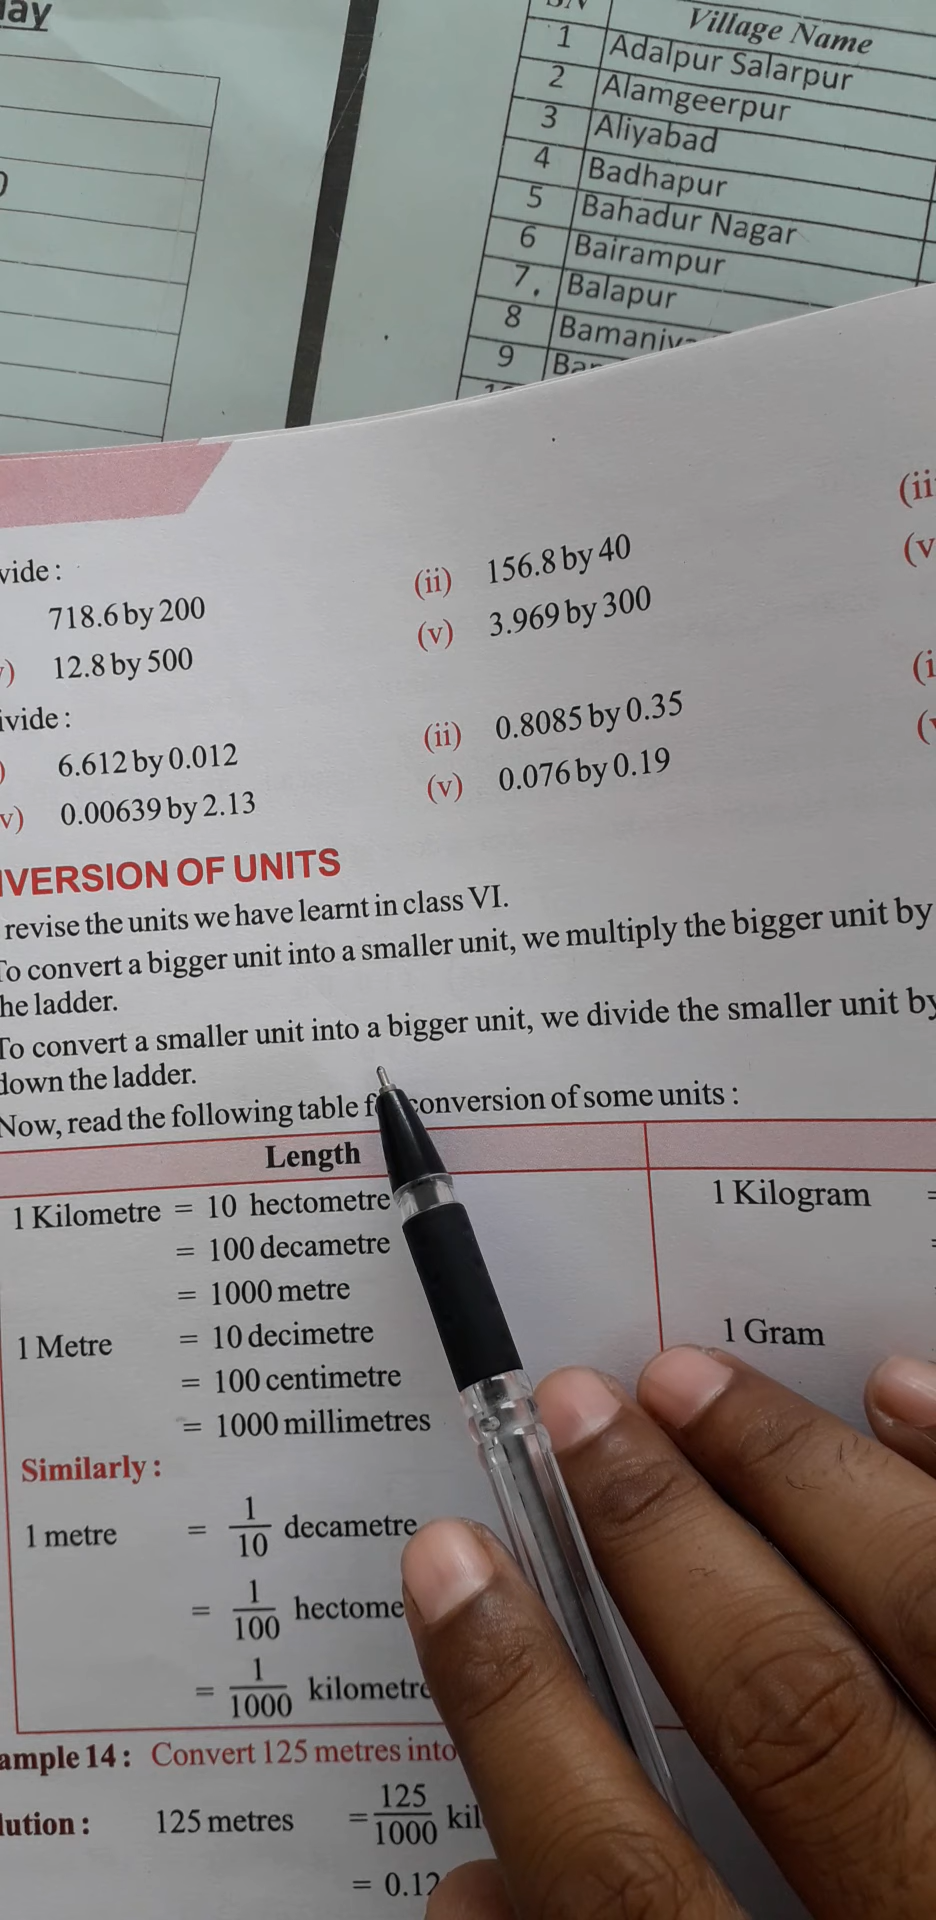 Village Name
1 Adalpur Salarpur
2 Alamgeerpur
3 Aliyabad
4 Badhapur
5 Bahadur Nagar
6 Bairampur
7. Balapur
8
9
(ii) 156.8 by 40
718.6 by 200
(v) 3.969 by 300
12.8 by 500
(ii) 0.8085 by 0.35
6.612 by 0.012
(v) 0.076 by 0.19
0.00639 by 2.13
OF UNITS
revise the units we have learnt in class VI.
To convert a bigger unit into a smaller unit, we multiply the bigger unit by
the ladder.
To convert a smaller unit into a bigger unit, we divide the smaller unit by
down the ladder.
Now, read the following table conversion of some units :
Length
1 Kilometre = 10 hectometre
= 100 decametre
= 1000 metre
1 Metre = 10 decimetre
= 100 centimetre
= 1000 millimetres
1 Kilogram =
=
1 Gram
Similarly :
1 metre = 1/10 decametre
= 1/100
= 1/1000 kilometre
14 : Convert 125 metres into
125 metres = 125/1000
=